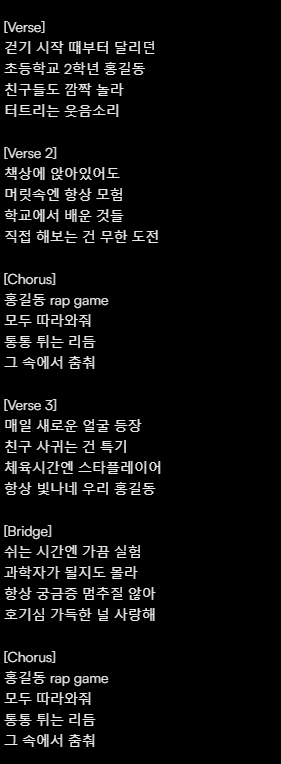 [Verse]
걷기 시작 때부터 달리던
초등학교 2학년 홍길동
친구들도 깜짝 놀라
터트리는 웃음소리

[Verse 2]
책상에 앉아있어도
머릿속엔 항상 모험
학교에서 배운 것들
직접 해보는 건 무한 도전

[Chorus]
홍길동 rap game
모두 따라와줘
통통 튀는 리듬
그 속에서 춤춰

[Verse 3]
매일 새로운 얼굴 등장
친구 사귀는 건 특기
체육시간엔 스타플레이어
항상 빛나네 우리 홍길동

[Bridge]
쉬는 시간엔 가끔 실험
과학자가 될지도 몰라
항상 궁금증 멈추질 않아
호기심 가득한 널 사랑해

[Chorus]
홍길동 rap game
모두 따라와줘
통통 튀는 리듬
그 속에서 춤춰